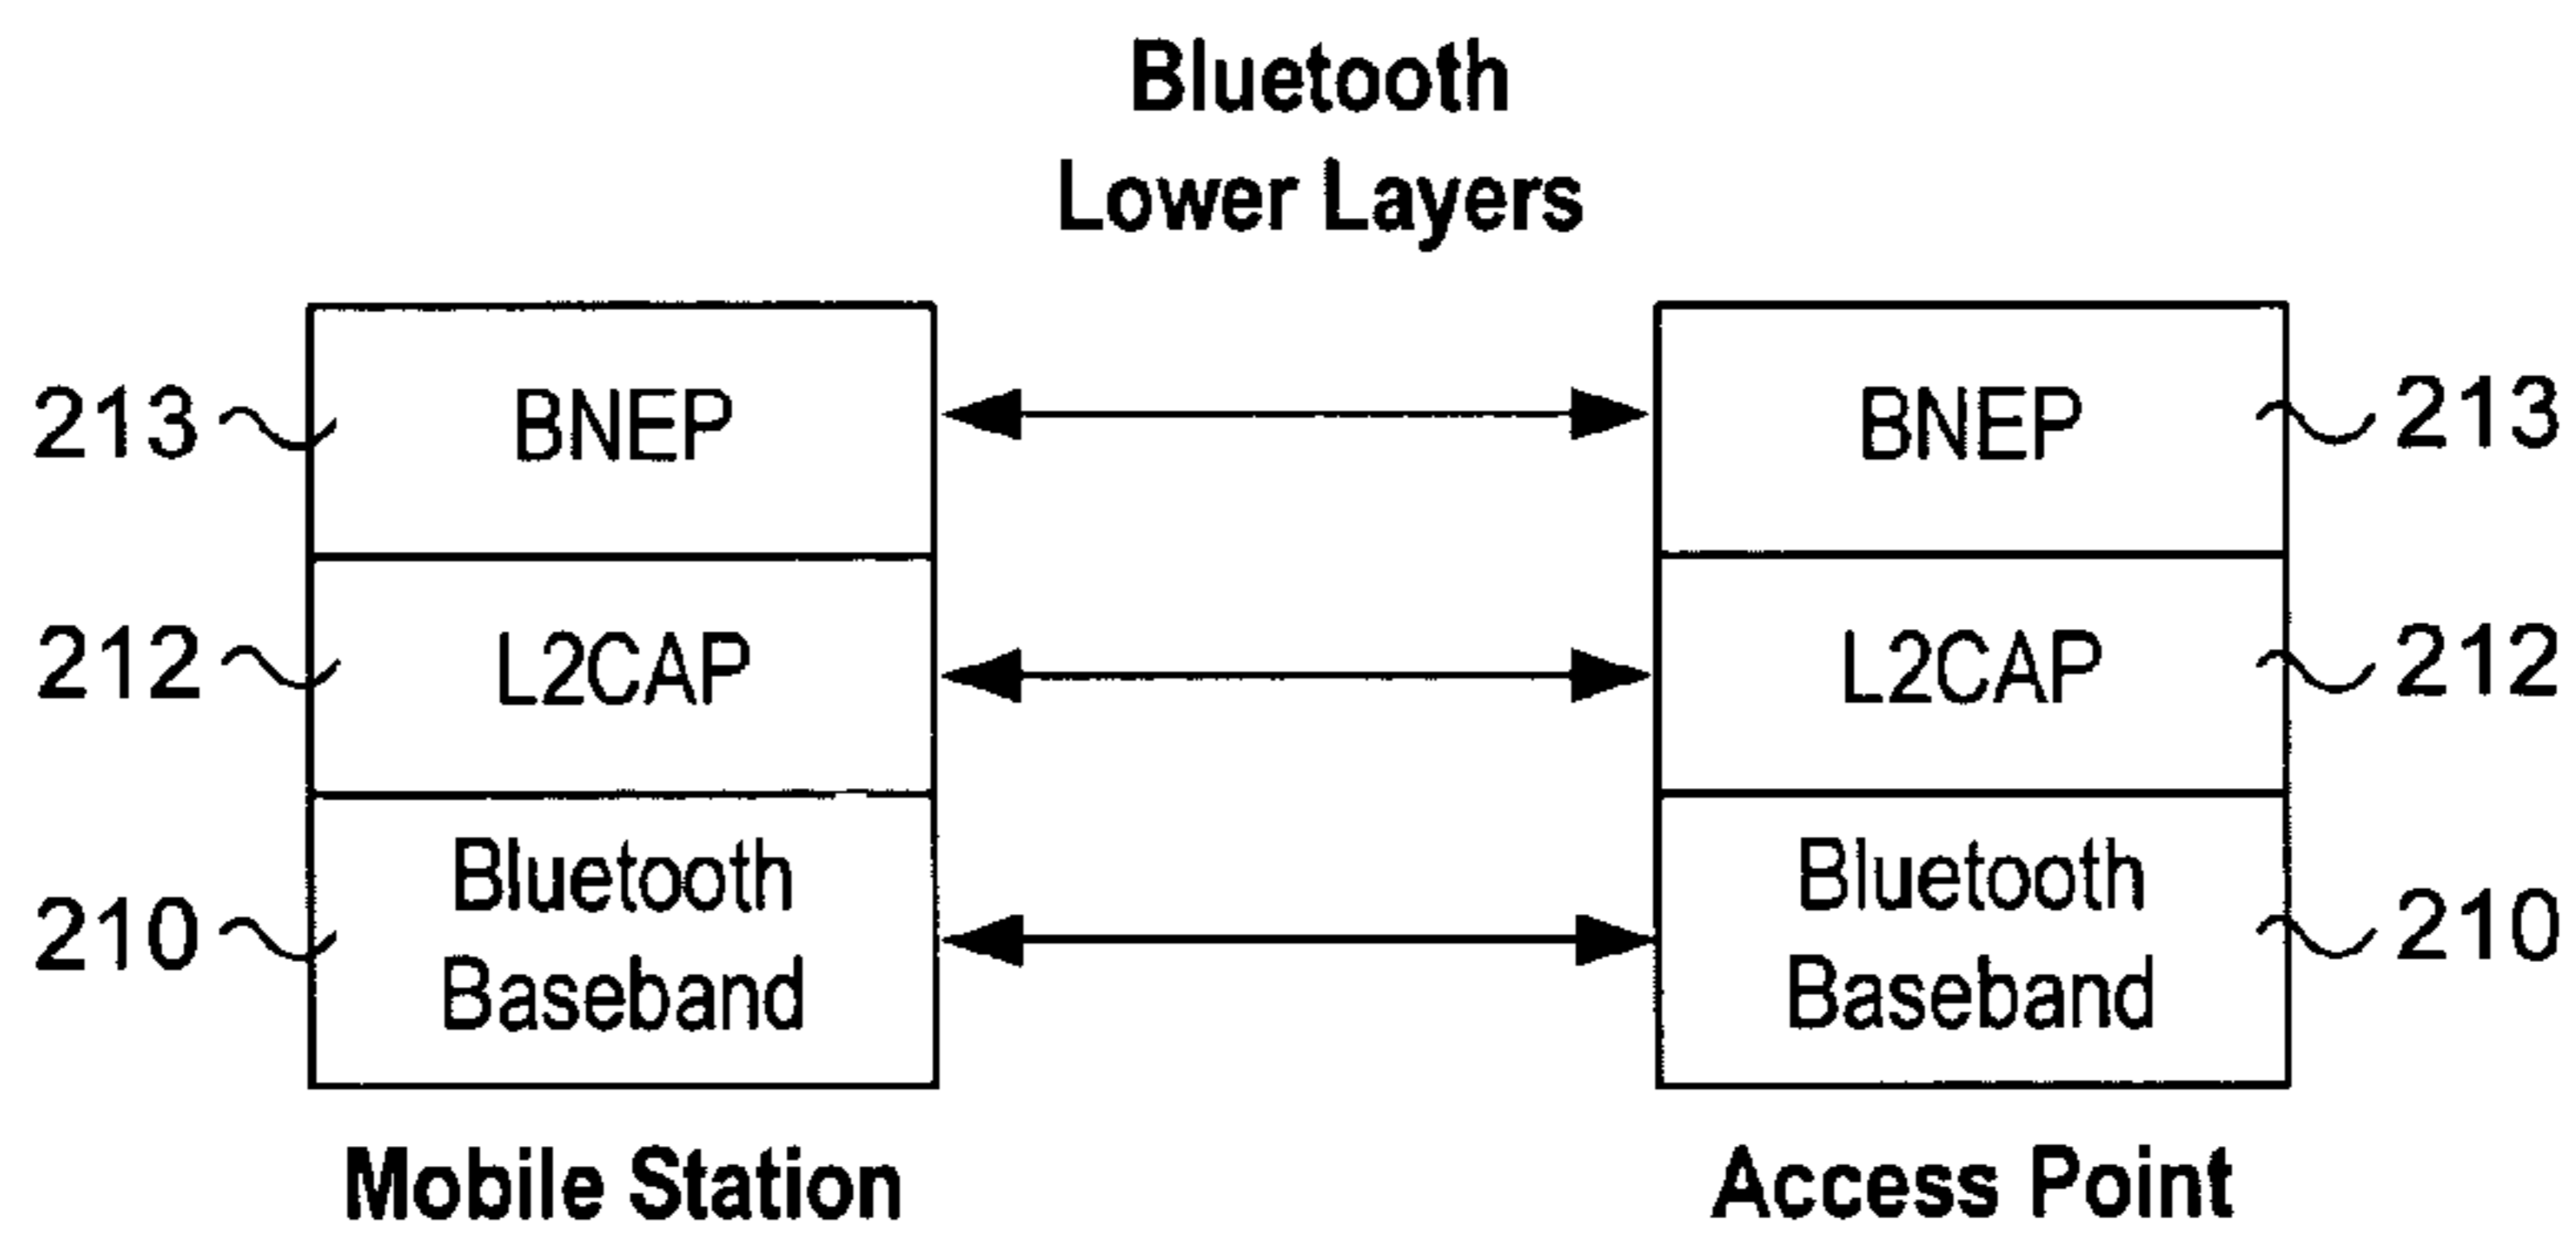 Bluetooth
Lower Layers
213 BNEP BNEP 213
212 L2CAP L2CAP 212
210 Bluetooth Baseband Bluetooth Baseband 210
Mobile Station Access Point